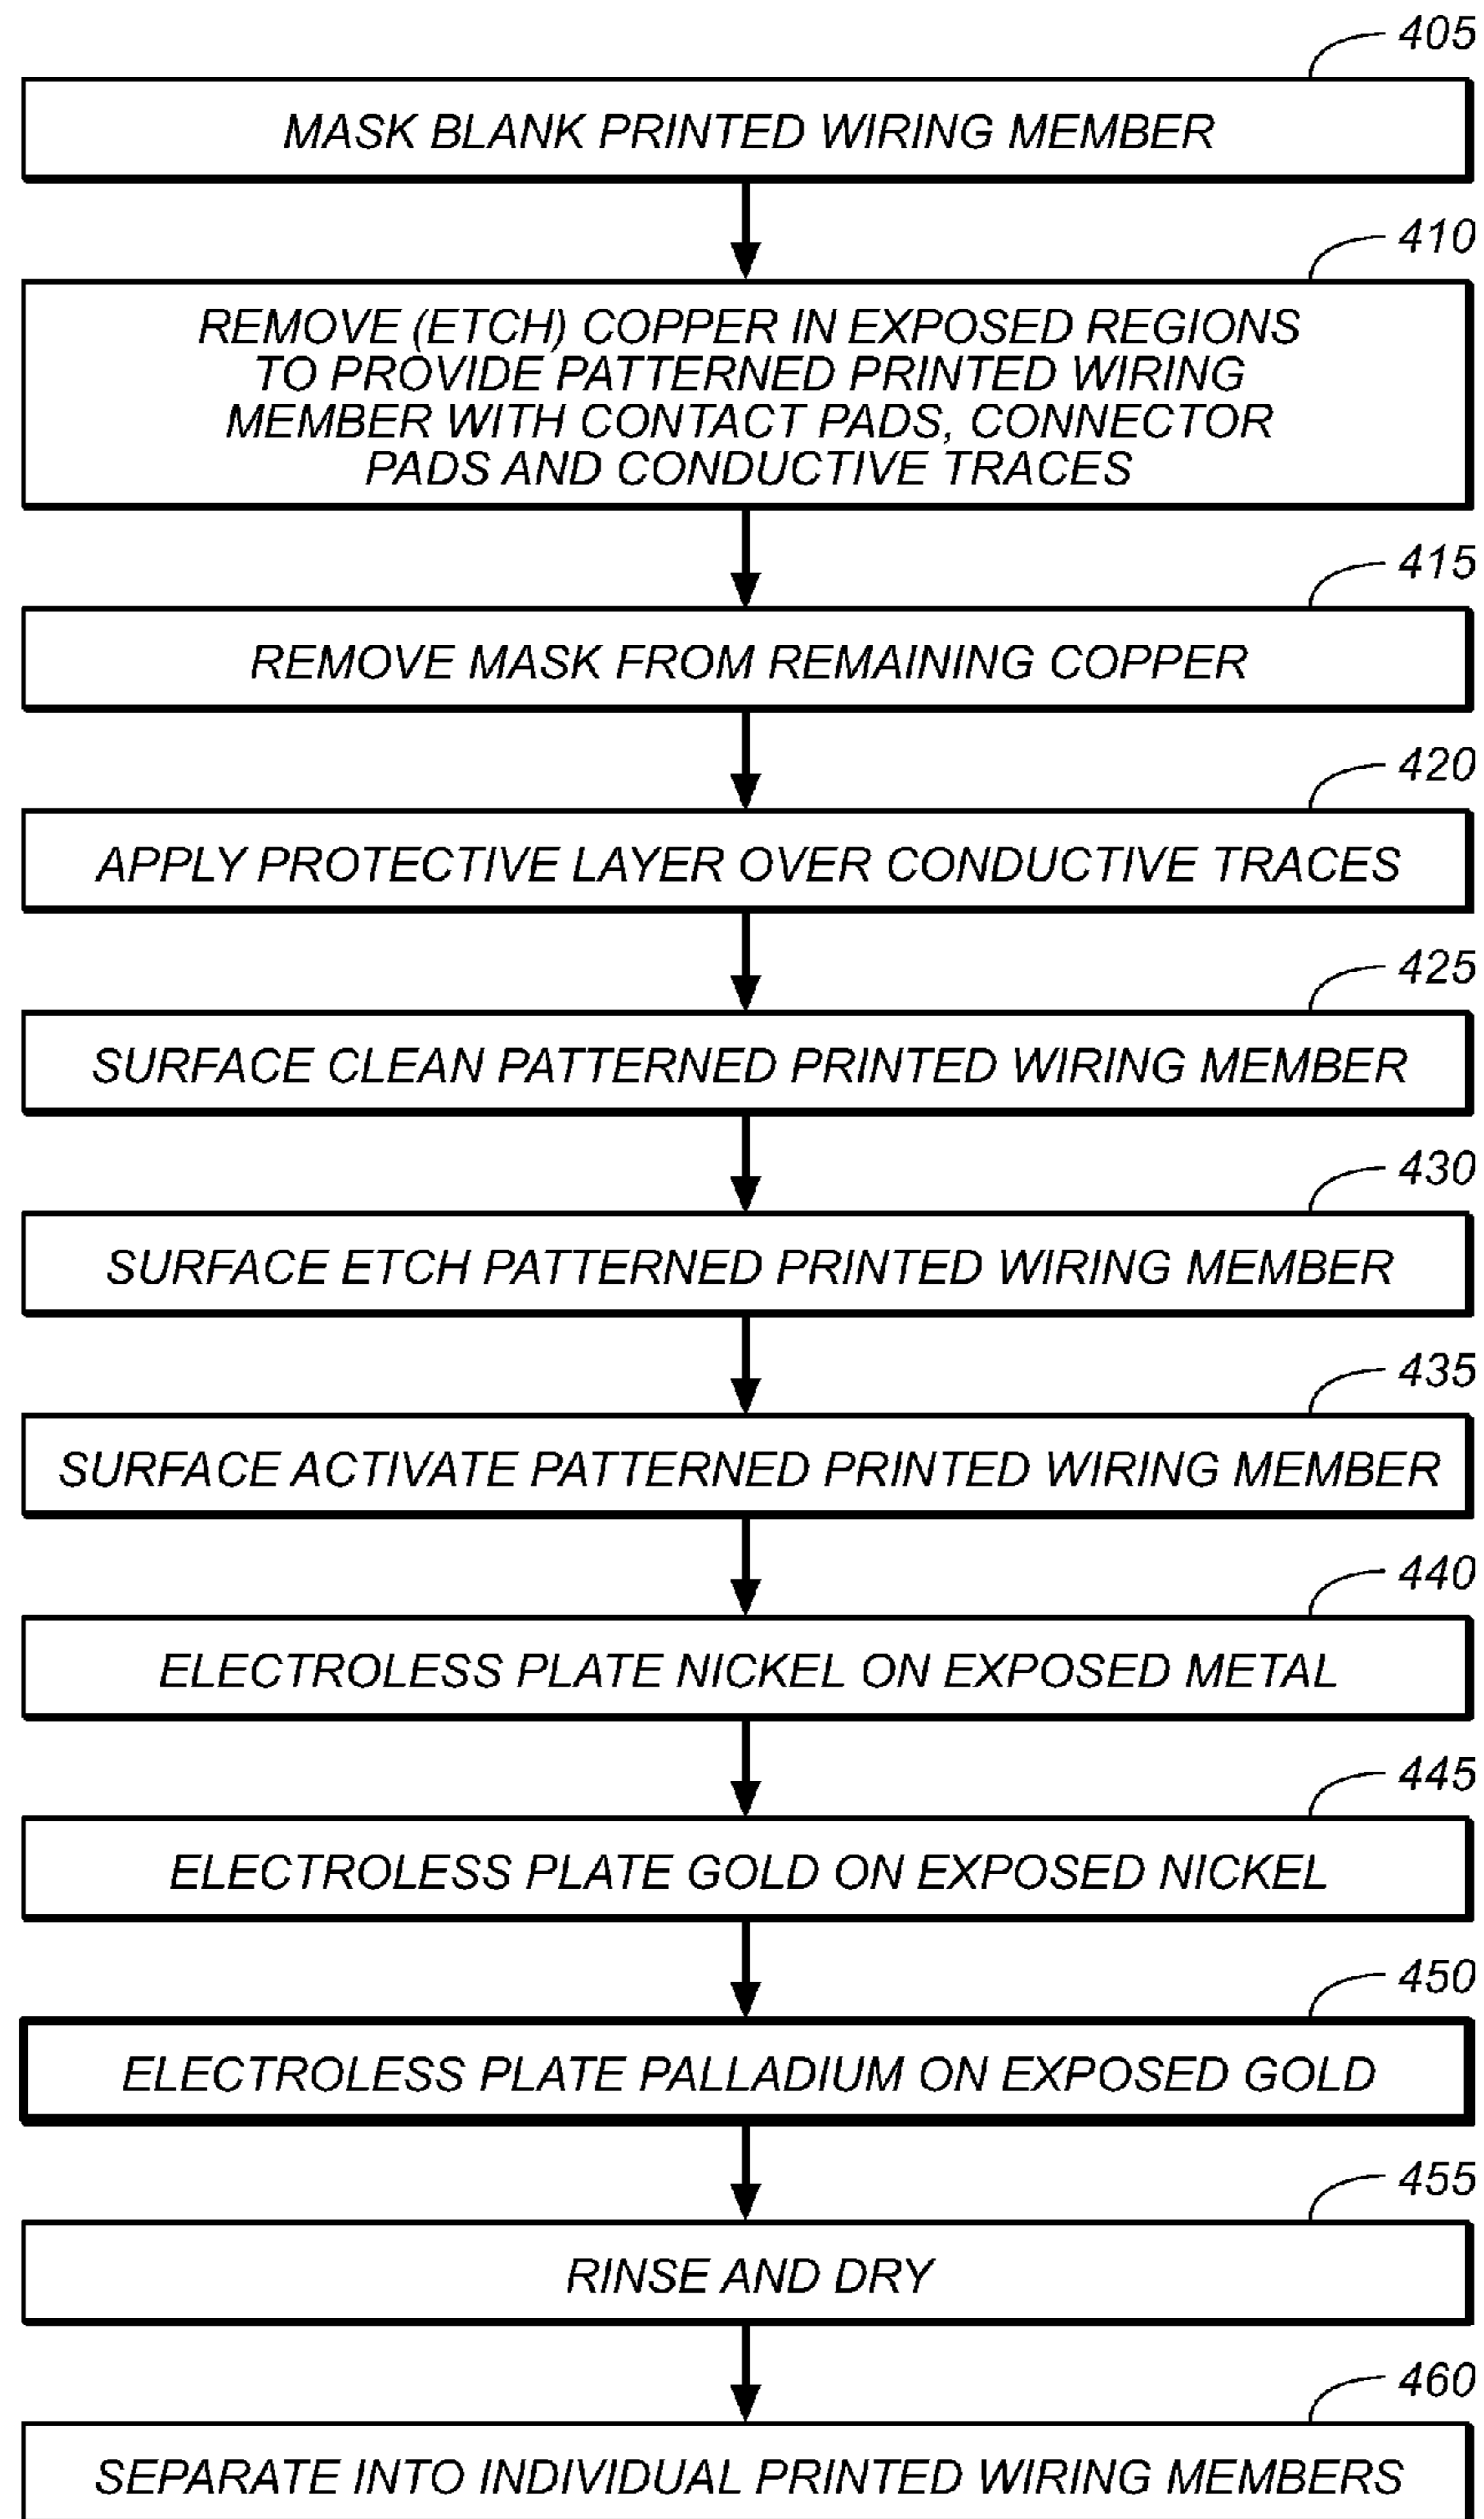 405
MASK BLANK PRINTED WIRING MEMBER
410
REMOVE (ETCH) COPPER IN EXPOSED REGIONS
TO PROVIDE PATTERNED PRINTED WIRING
MEMBER WITH CONTACT PADS, CONNECTOR
PADS AND CONDUCTIVE TRACES
415
REMOVE MASK FROM REMAINING COPPER
420
APPLY PROTECTIVE LAYER OVER CONDUCTIVE TRACES
425
SURFACE CLEAN PATTERNED PRINTED WIRING MEMBER
430
SURFACE ETCH PATTERNED PRINTED WIRING MEMBER
435
SURFACE ACTIVATE PATTERNED PRINTED WIRING MEMBER
440
ELECTROLESS PLATE NICKEL ON EXPOSED METAL
445
ELECTROLESS PLATE GOLD ON EXPOSED NICKEL
450
ELECTROLESS PLATE PALLADIUM ON EXPOSED GOLD
455
RINSE AND DRY
460
SEPARATE INTO INDIVIDUAL PRINTED WIRING MEMBERS